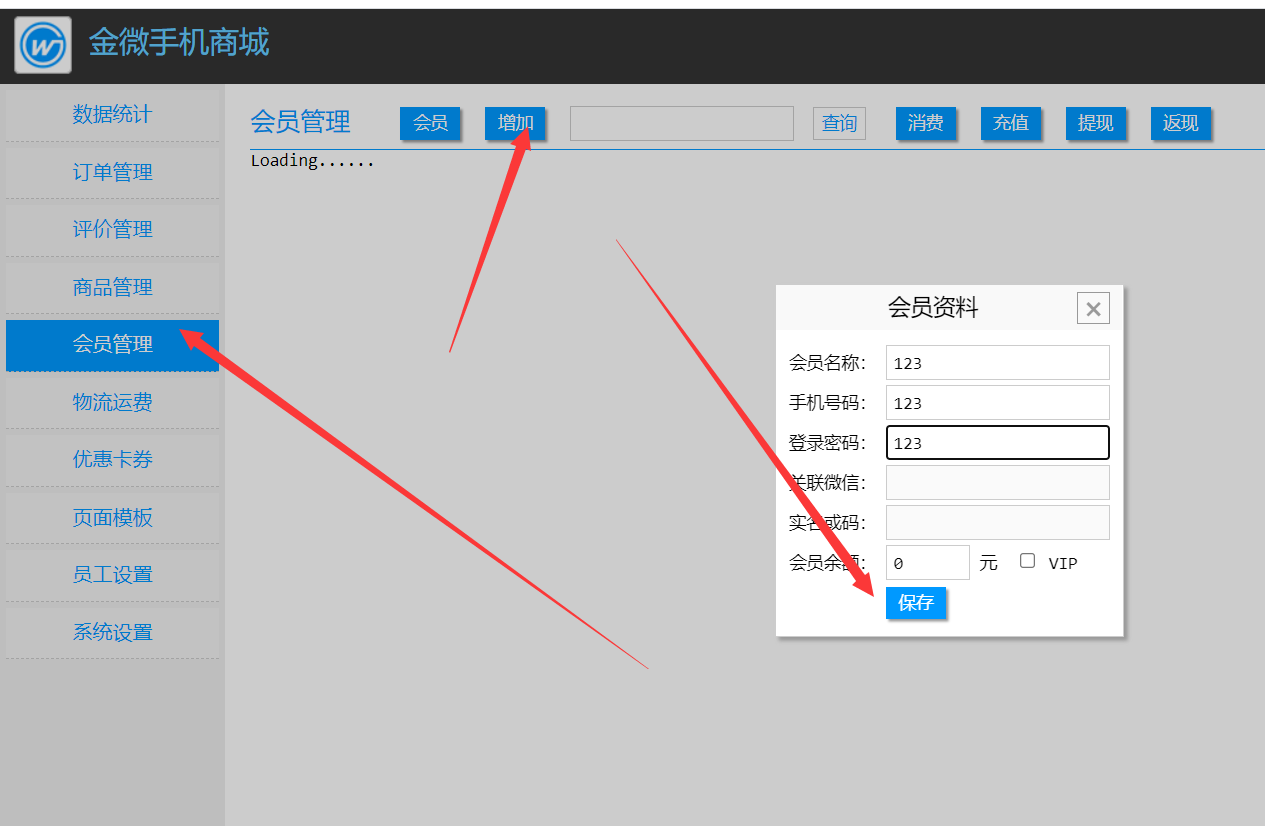 金微手机商城
数据统计
订单管理
评价管理
商品管理
会员管理
物流运费
优惠卡券
页面模板
员工设置
系统设置
会员管理 会员 增加 查询 消费 充值 提现 返现
Loading......
会员资料
会员名称： 123
手机号码： 123
登录密码： 123
关联微信：
实名或码：
会员余额： 0 元 VIP
保存